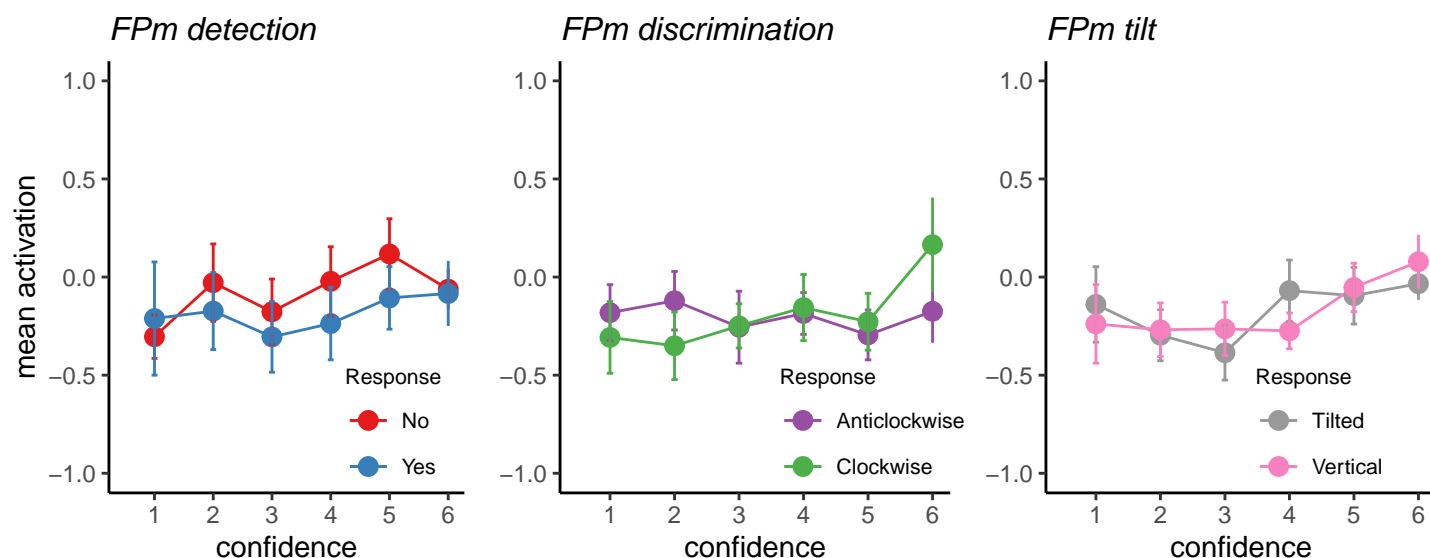 FPm detection
FPm discrimination
FPm tilt
mean activation
1.0
0.5
0.0
−0.5
−1.0
Response
No
Yes
1 2 3 4 5 6
confidence
1.0
0.5
0.0
−0.5
−1.0
Response
Anticlockwise
Clockwise
1 2 3 4 5 6
confidence
1.0
0.5
0.0
−0.5
−1.0
Response
Tilted
Vertical
1 2 3 4 5 6
confidence